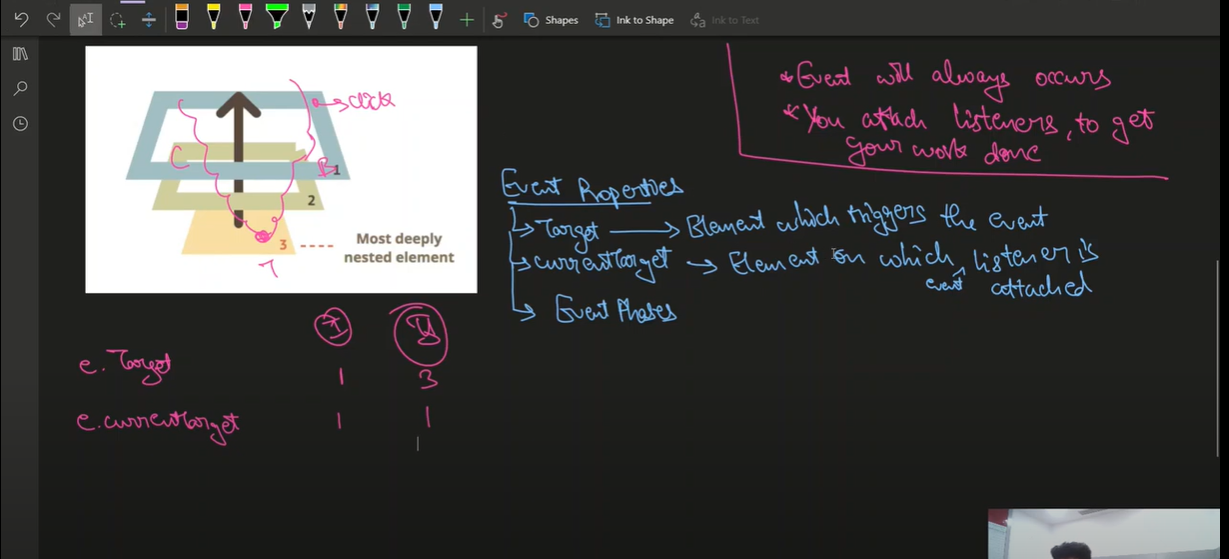 Shapes
Ink to Shape
Ink to Text
click
C
B
1
2
3
Most deeply
nested element
T
* Event will always occurs
* You attach listeners, to get
your work done
Event Properties
Target → Element which triggers the event
currentTarget → Element on which event listener is
attached
Event Phases
e. Target
1 3
e. currentTarget
1 1